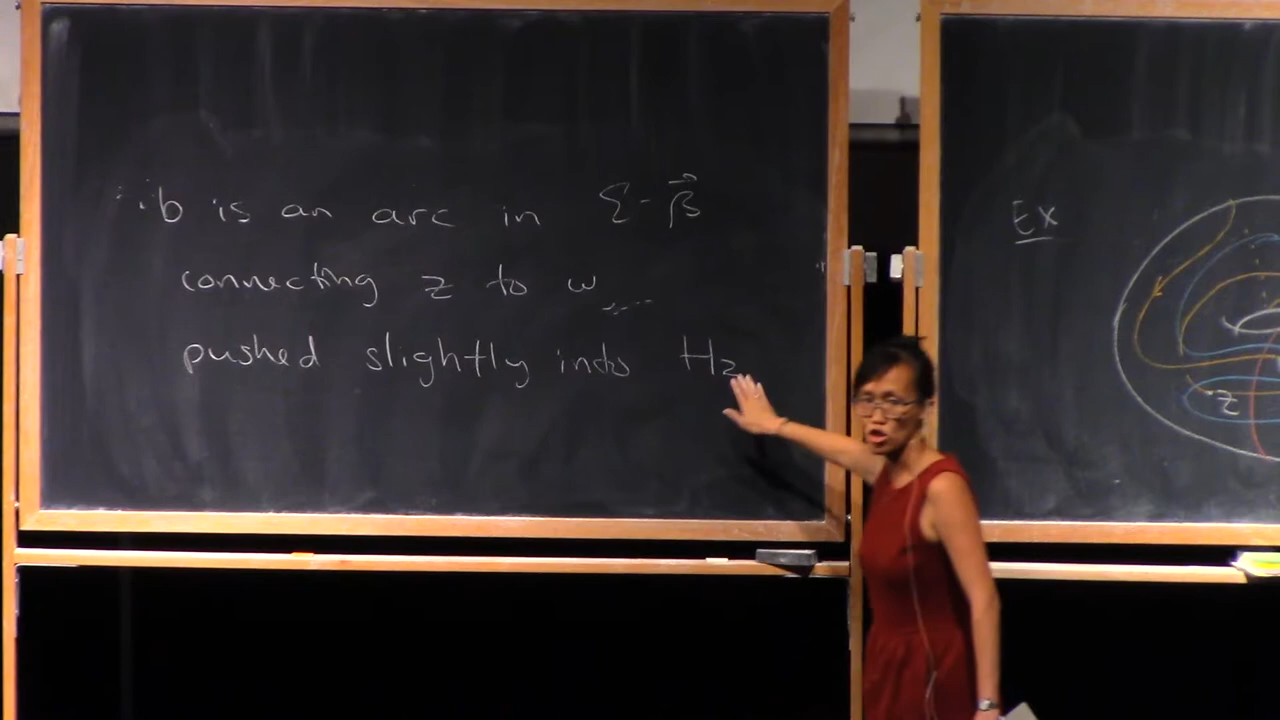 b is an arc in Σ - β⃗
connecting z to w
pushed slightly into H₂
Ex
z